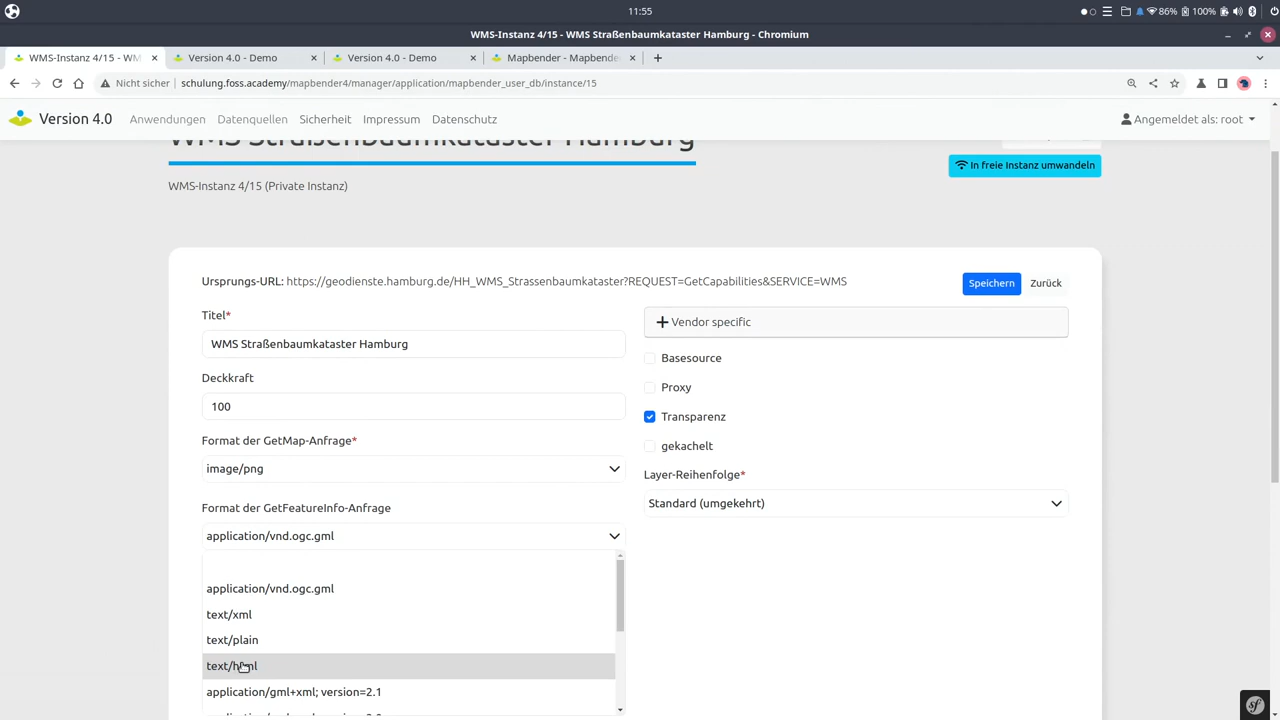 11:55
86%
100%
WMS-Instanz 4/15 - WMS Straßenbaumkataster Hamburg - Chromium
WMS-Instanz 4/15 - WM
Version 4.0 - Demo
Version 4.0 - Demo
Mapbender - Mapbende
Nicht sicher
schulung.foss.academy/mapbender4/manager/application/mapbender_user_db/instance/15
Version 4.0
Anwendungen
Datenquellen
Sicherheit
Impressum
Datenschutz
Angemeldet als: root
WMS Straßenbaumkataster Hamburg
In freie Instanz umwandeln
WMS-Instanz 4/15 (Private Instanz)
Ursprungs-URL: https://geodienste.hamburg.de/HH_WMS_Strassenbaumkataster?REQUEST=GetCapabilities&SERVICE=WMS
Speichern
Zurück
Titel*
WMS Straßenbaumkataster Hamburg
Deckkraft
100
Format der GetMap-Anfrage*
image/png
Format der GetFeatureInfo-Anfrage
application/vnd.ogc.gml
application/vnd.ogc.gml
text/xml
text/plain
text/html
application/gml+xml; version=2.1
+ Vendor specific
Basesource
Proxy
Transparenz
gekachelt
Layer-Reihenfolge*
Standard (umgekehrt)
sf